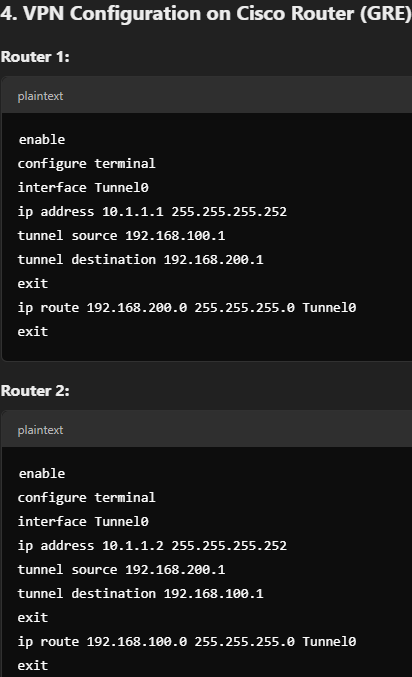 4. VPN Configuration on Cisco Router (GRE)
Router 1:
plaintext
enable
configure terminal
interface Tunnel0
ip address 10.1.1.1 255.255.255.252
tunnel source 192.168.100.1
tunnel destination 192.168.200.1
exit
ip route 192.168.200.0 255.255.255.0 Tunnel0
exit
Router 2:
plaintext
enable
configure terminal
interface Tunnel0
ip address 10.1.1.2 255.255.255.252
tunnel source 192.168.200.1
tunnel destination 192.168.100.1
exit
ip route 192.168.100.0 255.255.255.0 Tunnel0
exit